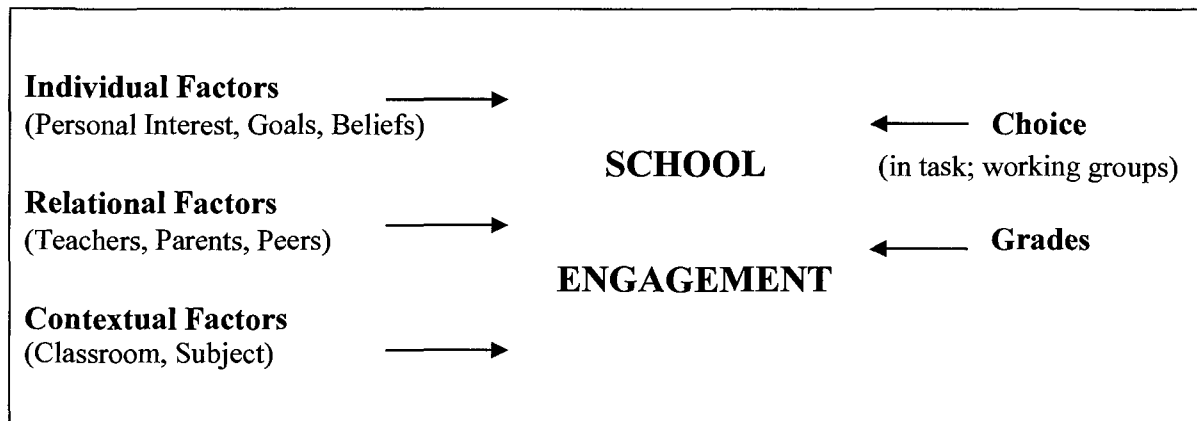 Individual Factors
(Personal Interest, Goals, Beliefs)
Relational Factors
(Teachers, Parents, Peers)
Contextual Factors
(Classroom, Subject)
SCHOOL
ENGAGEMENT
Choice
(in task; working groups)
Grades